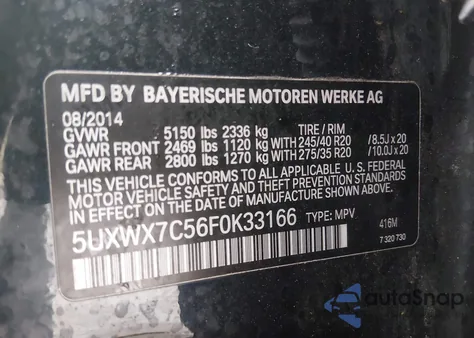 MFD BY BAYERISCHE MOTOREN WERKE AG
08/2014
GVWR 5150 lbs 2336 kg TIRE / RIM
GAWR FRONT 2469 lbs 1120 kg WITH 245/40 R20 / 8.5J x 20
GAWR REAR 2800 lbs 1270 kg WITH 275/35 R20 / 10.0J x 20
THIS VEHICLE CONFORMS TO ALL APPLICABLE U. S. FEDERAL
MOTOR VEHICLE SAFETY, BUMPER, AND THEFT PREVENTION
STANDARDS IN EFFECT ON THE DATE OF MANUFACTURE SHOWN ABOVE.
5UXWX7C56F0K33166 TYPE: MPV 416M
7 320 730
autoSnap